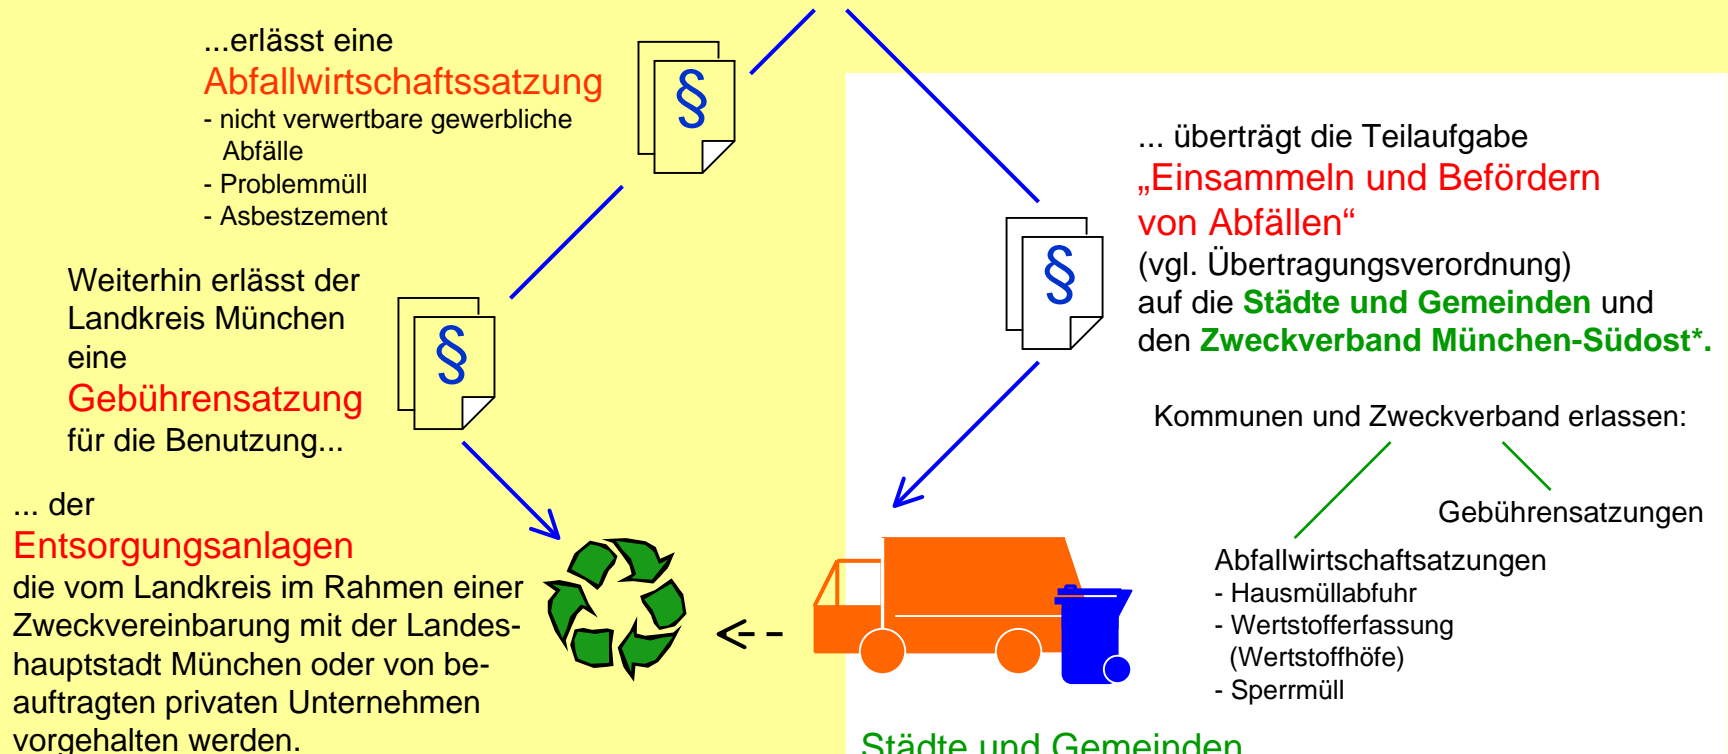 ...erlässt eine
Abfallwirtschaftssatzung
- nicht verwertbare gewerbliche
Abfälle
- Problemmüll
- Asbestzement
§
Weiterhin erlässt der
Landkreis München
eine
Gebührensatzung
für die Benutzung...
§
... der
Entsorgungsanlagen
die vom Landkreis im Rahmen einer
Zweckvereinbarung mit der Landes-
hauptstadt München oder von be-
auftragten privaten Unternehmen
vorgehalten werden.
... überträgt die Teilaufgabe
„Einsammeln und Befördern
von Abfällen“
(vgl. Übertragungsverordnung)
auf die Städte und Gemeinden und
den Zweckverband München-Südost*.
§
Kommunen und Zweckverband erlassen:
Gebührensatzungen
Abfallwirtschaftsatzungen
- Hausmüllabfuhr
- Wertstofferfassung
(Wertstoffhöfe)
- Sperrmüll
Städte und Gemeinden